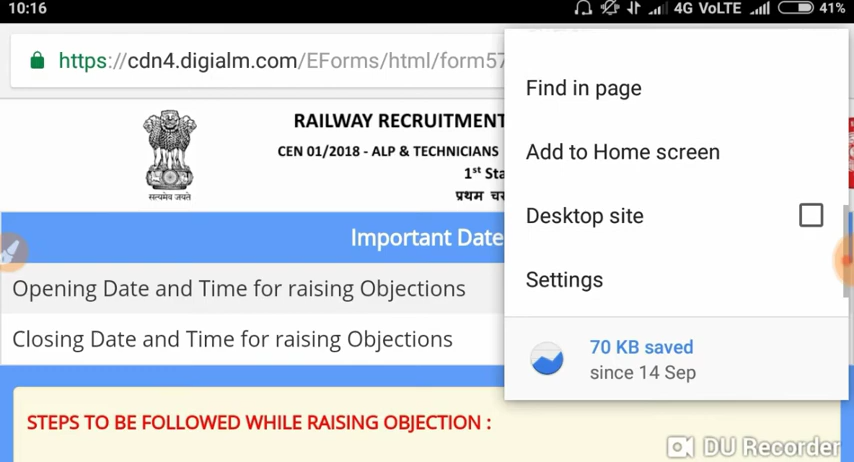 10:16
4G VoLTE
41%
https://cdn4.digialm.com/EForms/html/form57
RAILWAY RECRUITMENT
CEN 01/2018 - ALP & TECHNICIANS
1st Sta
प्रथम चर
सत्यमेव जयते
Important Date
Opening Date and Time for raising Objections
Closing Date and Time for raising Objections
STEPS TO BE FOLLOWED WHILE RAISING OBJECTION :
Find in page
Add to Home screen
Desktop site
Settings
70 KB saved
since 14 Sep
DU Recorder